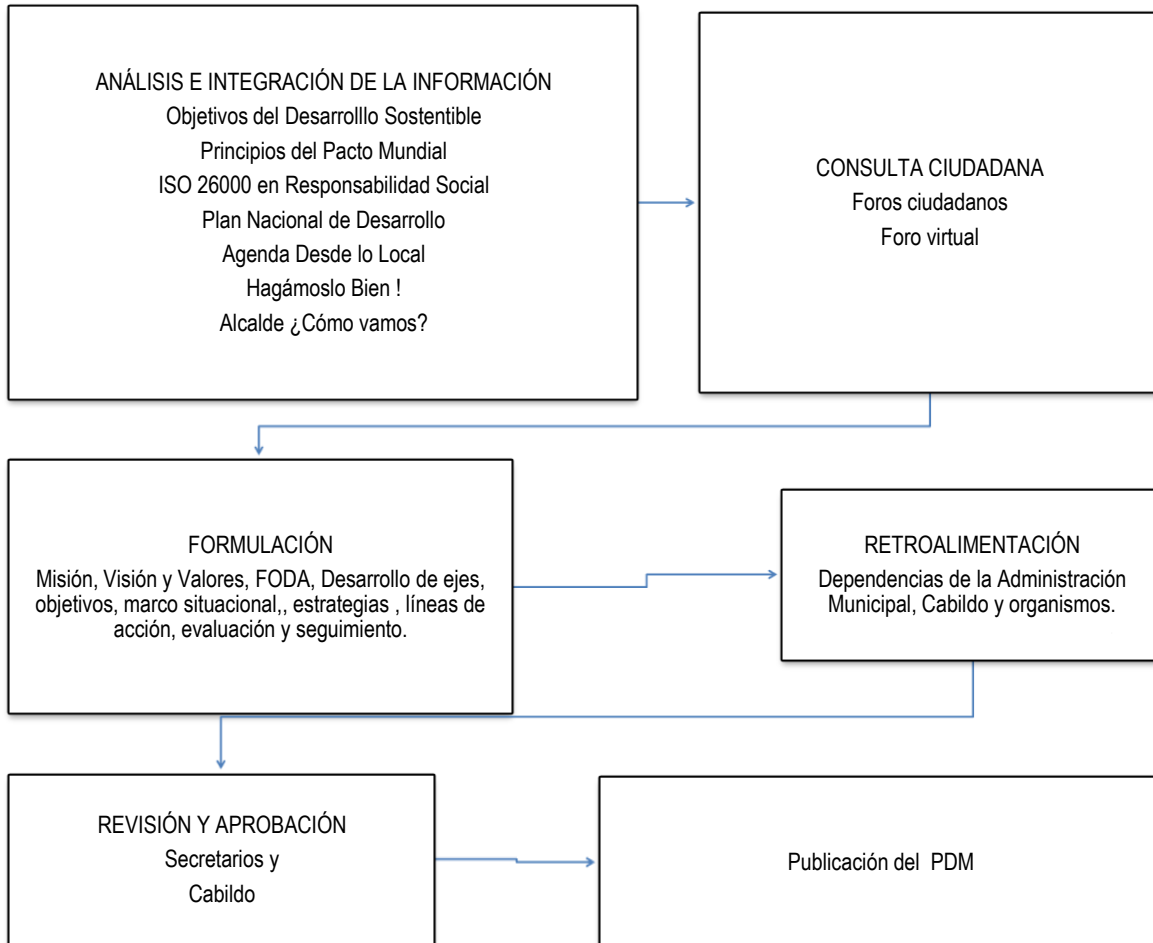 ANÁLISIS E INTEGRACIÓN DE LA INFORMACIÓN
Objetivos del Desarrolllo Sostentible
Principios del Pacto Mundial
ISO 26000 en Responsabilidad Social
Plan Nacional de Desarrollo
Agenda Desde lo Local
Hagámoslo Bien !
Alcalde ¿Cómo vamos?
CONSULTA CIUDADANA
Foros ciudadanos
Foro virtual
FORMULACIÓN
Misión, Visión y Valores, FODA, Desarrollo de ejes,
objetivos, marco situacional,, estrategias , líneas de
acción, evaluación y seguimiento.
RETROALIMENTACIÓN
Dependencias de la Administración
Municipal, Cabildo y organismos.
REVISIÓN Y APROBACIÓN
Secretarios y
Cabildo
Publicación del  PDM